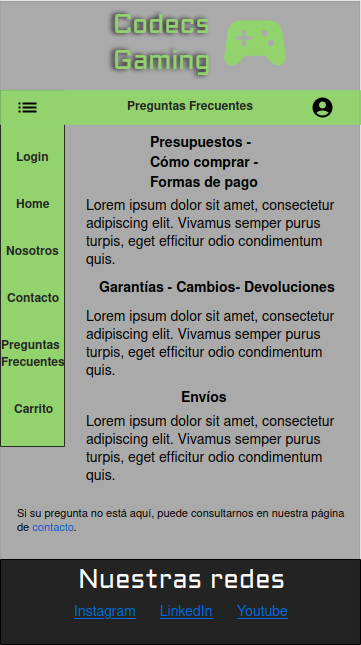 Codecs
Gaming
Preguntas Frecuentes
Login
Home
Nosotros
Contacto
Preguntas
Frecuentes
Carrito
Presupuestos -
Cómo comprar -
Formas de pago
Lorem ipsum dolor sit amet, consectetur
adipiscing elit. Vivamus semper purus
turpis, eget efficitur odio condimentum
quis.
Garantías - Cambios- Devoluciones
Lorem ipsum dolor sit amet, consectetur
adipiscing elit. Vivamus semper purus
turpis, eget efficitur odio condimentum
quis.
Envíos
Lorem ipsum dolor sit amet, consectetur
adipiscing elit. Vivamus semper purus
turpis, eget efficitur odio condimentum
quis.
Si su pregunta no está aquí, puede consultarnos en nuestra página
de contacto.
Nuestras redes
Instagram LinkedIn Youtube